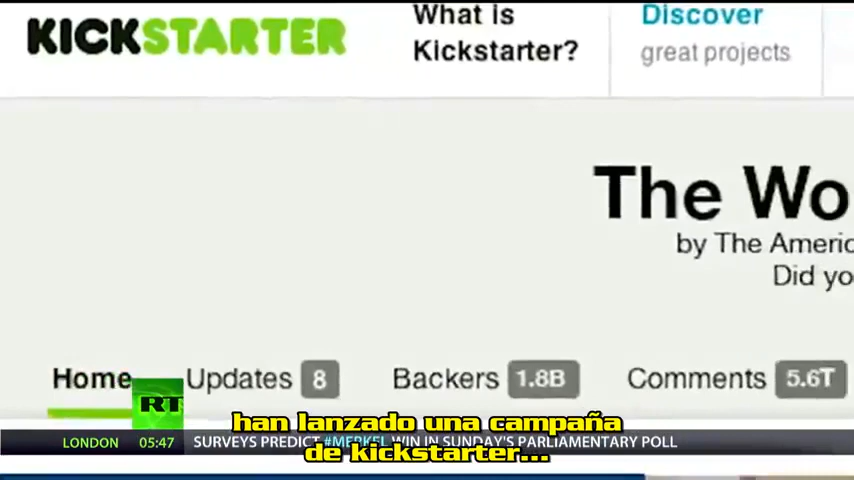 KICKSTARTER
What is
Kickstarter?
Discover
great projects
The Wo
by The Americ
Did yo
Home Updates 8 Backers 1.8B Comments 5.6T
RT
han lanzado una campaña
LONDON 05:47 SURVEYS PREDICT #MERKEL WIN IN SUNDAY'S PARLIAMENTARY POLL
de kickstarter...